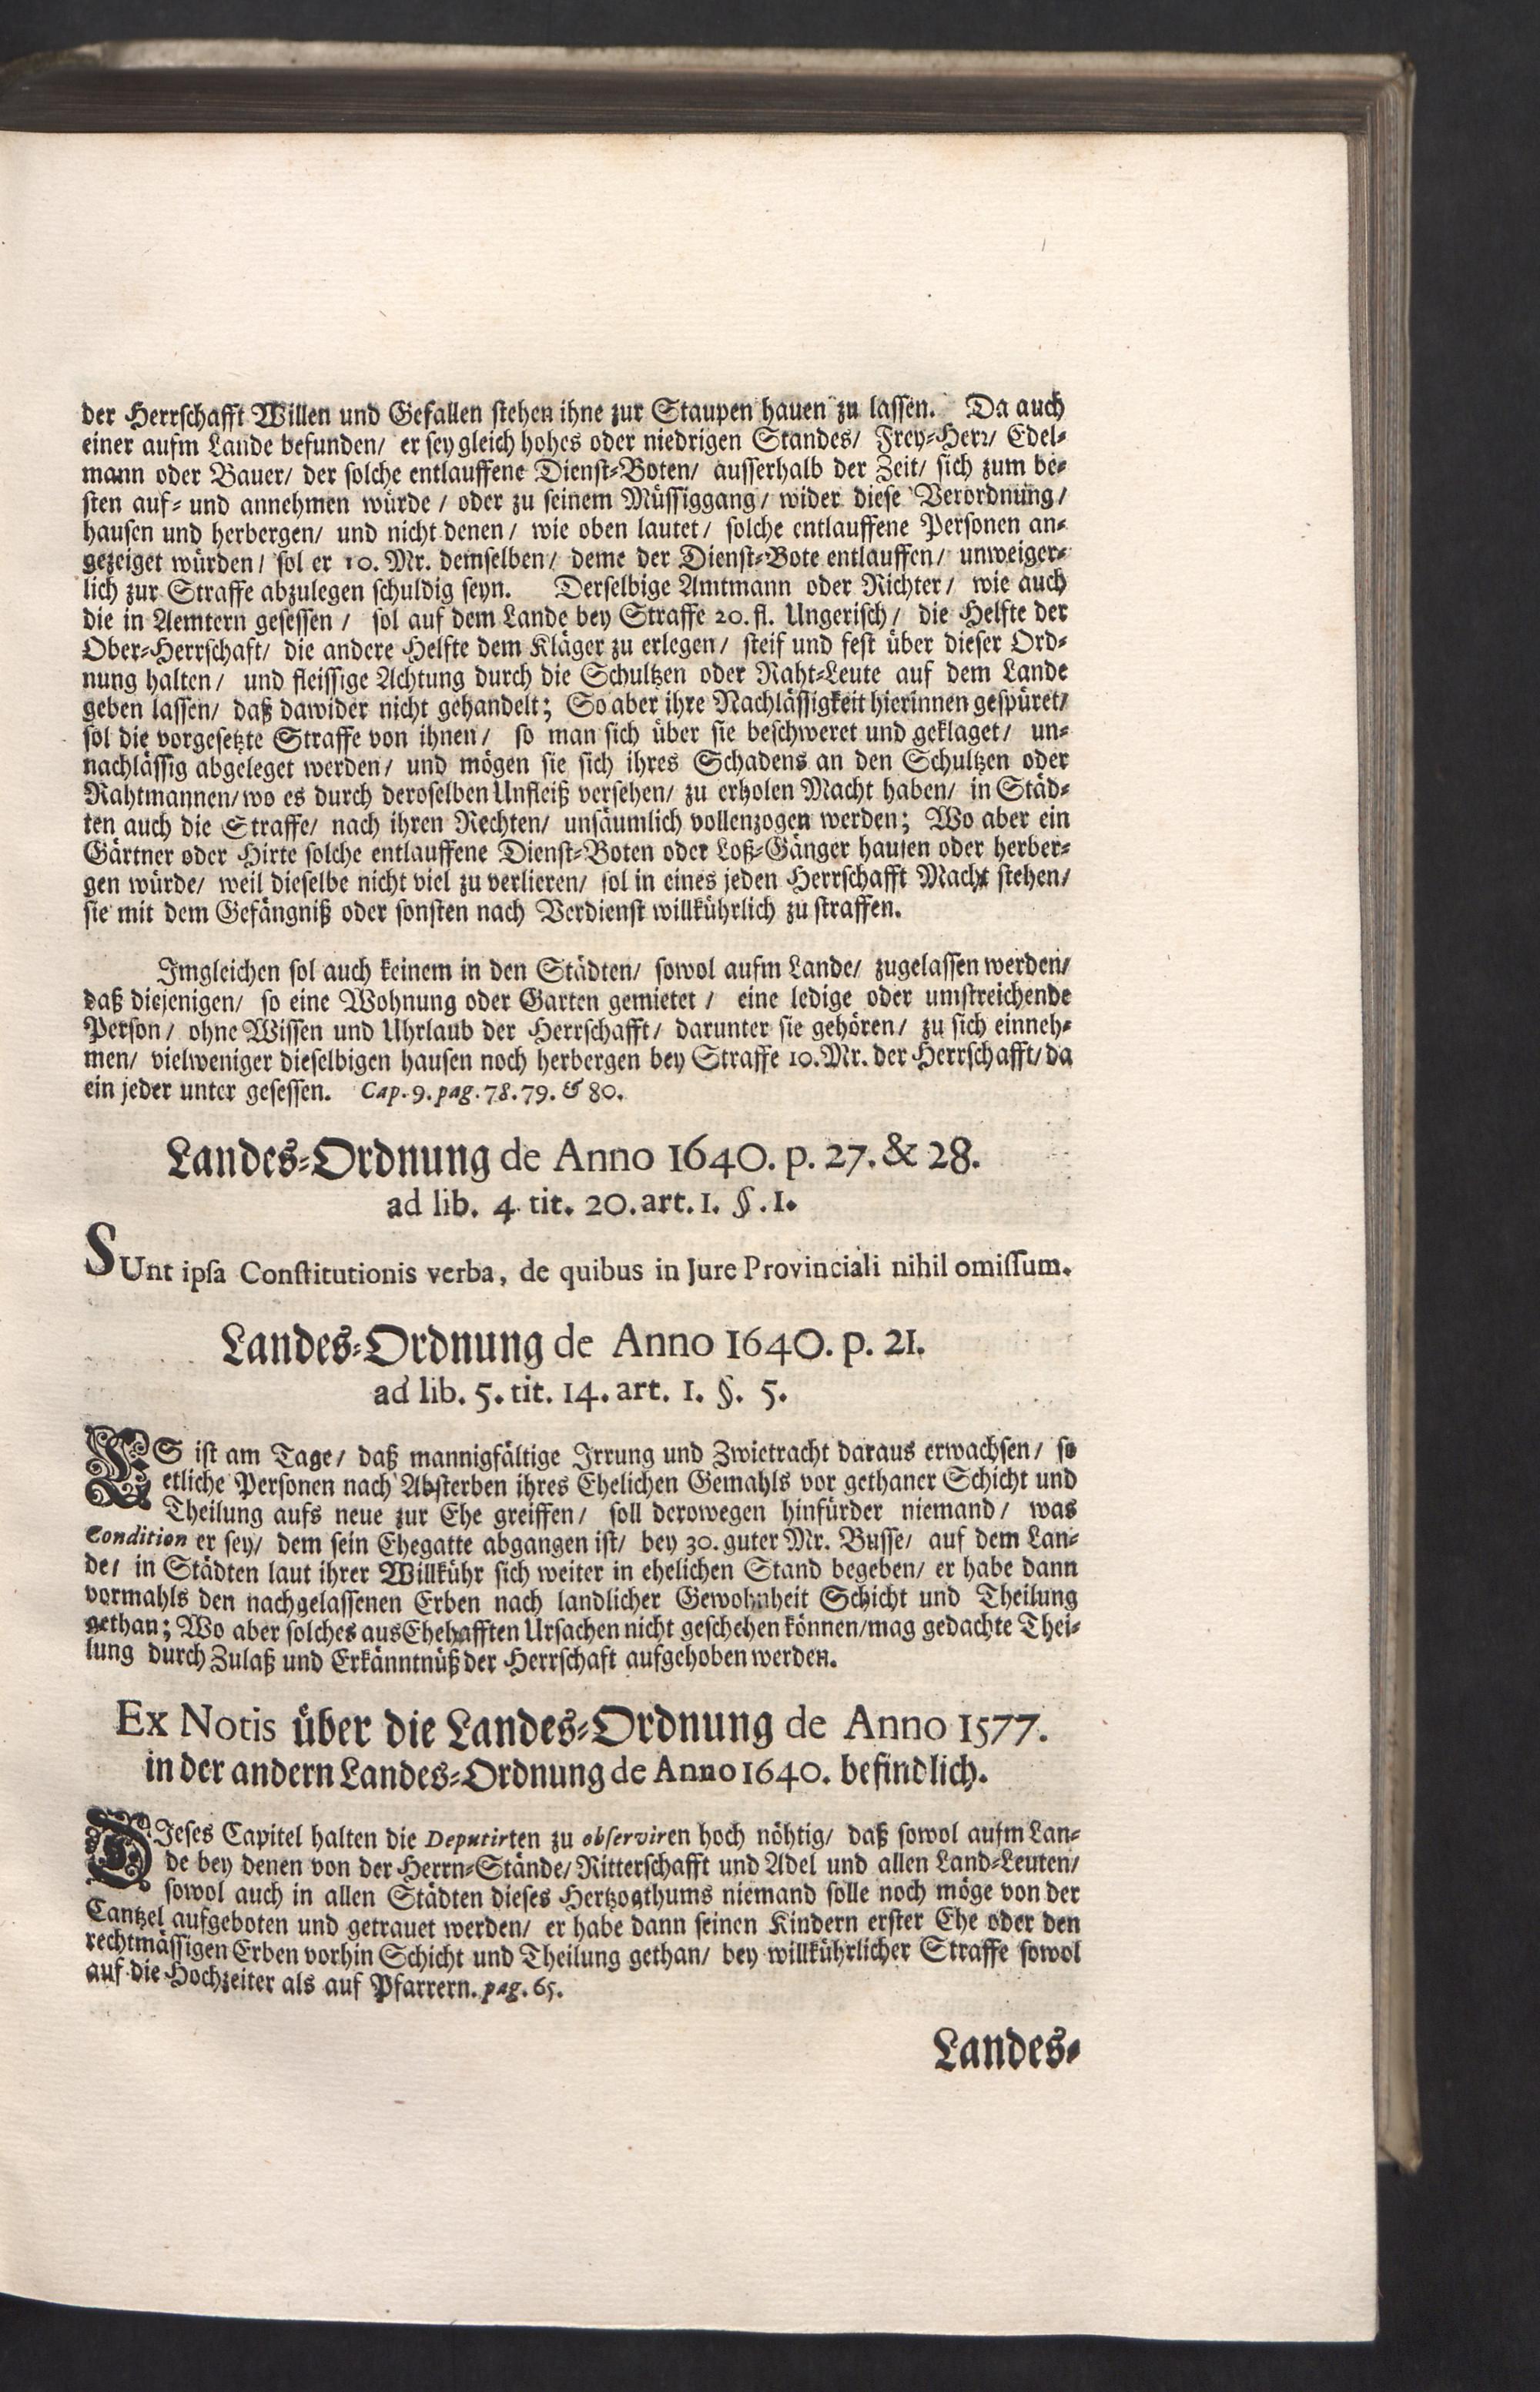 der Herrschafft Willen und Gefallen stehen ihne zur Staupen hauen zu lassen. Da auch
einer aufm Lande befunden/ er sey gleich hohes oder niedrigen Standes/ Frey-Herr/ Edel-
mann oder Bauer/ der solche entlauffene Dienst-Boten/ ausserhalb der Zeit/ sich zum be-
sten auf- und annehmen würde/ oder zu seinem Müssiggang/ wider diese Verordnung/
hausen und herbergen/ und nicht denen/ wie oben lautet/ solche entlauffene Personen an-
gezeiget würden/ sol er 10. Mr. demselben/ deme der Dienst-Bote entlauffen/ unweiger-
lich zur Straffe abzulegen schuldig seyn. Derselbige Amtmann oder Richter/ wie auch
die in Aemtern gesessen/ sol auf dem Lande bey Straffe 20. fl. Ungerisch/ die Helfte der
Ober-Herrschaft/ die andere Helfte dem Kläger zu erlegen/ steif und fest über dieser Ord-
nung halten/ und fleissige Achtung durch die Schultzen oder Raht-Leute auf dem Lande
geben lassen/ daß dawider nicht gehandelt; So aber ihre Nachlässigkeit hierinnen gespüret/
sol die vorgesetzte Straffe von ihnen/ so man sich über sie beschweret und geklaget/ un-
nachlässig abgeleget werden/ und mögen sie sich ihres Schadens an den Schultzen oder
Rahtmannen/ wo es durch deroselben Unfleiß versehen/ zu erholen Macht haben/ in Städ-
ten auch die Straffe/ nach ihren Rechten/ unsäumlich vollenzogen werden; Wo aber ein
Gärtner oder Hirte solche entlauffene Dienst-Boten oder Loß-Gänger hausen oder herber-
gen würde/ weil dieselbe nicht viel zu verlieren/ sol in eines jeden Herrschafft Macht stehen/
sie mit dem Gefängniß oder sonsten nach Verdienst willkührlich zu straffen.
Imgleichen sol auch keinem in den Städten/ sowol aufm Lande/ zugelassen werden/
daß diejenigen/ so eine Wohnung oder Garten gemietet/ eine ledige oder umstreichende
Person/ ohne Wissen und Uhrlaub der Herrschafft/ darunter sie gehören/ zu sich einneh-
men/ vielweniger dieselbigen hausen noch herbergen bey Straffe 10. Mr. der Herrschafft/ da
ein jeder unter gesessen. Cap. 9. pag. 78. 79. & 80.
Landes-Ordnung de Anno 1640. p. 27. & 28.
ad lib. 4. tit. 20. art. 1. §. 1.
SUnt ipsa Constitutionis verba, de quibus in Jure Provinciali nihil omissum.
Landes-Ordnung de Anno 1640. p. 21.
ad lib. 5. tit. 14. art. 1. §. 5.
ES ist am Tage/ daß mannigfältige Irrung und Zwietracht daraus erwachsen/ so
etliche Personen nach Absterben ihres Ehelichen Gemahls vor gethaner Schicht und
Theilung aufs neue zur Ehe greiffen/ soll derowegen hinfürder niemand/ was
Condition er sey/ dem sein Ehegatte abgangen ist/ bey 30. guter Mr. Busse/ auf dem Lan-
de/ in Städten laut ihrer Willkühr sich weiter in ehelichen Stand begeben/ er habe dann
vormahls den nachgelassenen Erben nach landlicher Gewohnheit Schicht und Theilung
gethan; Wo aber solches aus Ehehafften Ursachen nicht geschehen können/ mag gedachte Thei-
lung durch Zulaß und Erkänntnüß der Herrschaft aufgehoben werden.
Ex Notis über die Landes-Ordnung de Anno 1577.
in der andern Landes-Ordnung de Anno 1640. befindlich.
DIeses Capitel halten die Deputirten zu observiren hoch nöhtig/ daß sowol aufm Lan-
de bey denen von der Herrn-Stände/ Ritterschafft und Adel und allen Land-Leuten/
sowol auch in allen Städten dieses Hertzogthums niemand solle noch möge von der
Cantzel aufgeboten und getrauet werden/ er habe dann seinen Kindern erster Ehe oder den
rechtmässigen Erben vorhin Schicht und Theilung gethan/ bey willkührlicher Straffe sowol
auf die Hochzeiter als auf Pfarrern. pag. 65.
Landes-